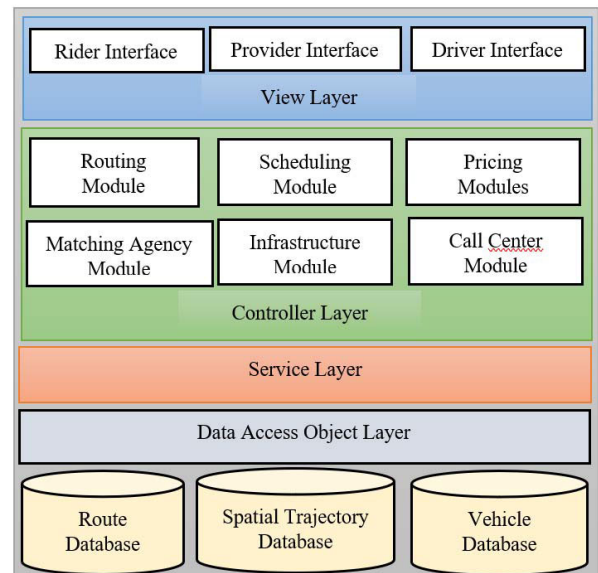 Rider Interface
Provider Interface
Driver Interface
View Layer
Routing
Module
Scheduling
Module
Pricing
Modules
Matching Agency
Module
Infrastructure
Module
Call Center
Module
Controller Layer
Service Layer
Data Access Object Layer
Route
Database
Spatial Trajectory
Database
Vehicle
Database